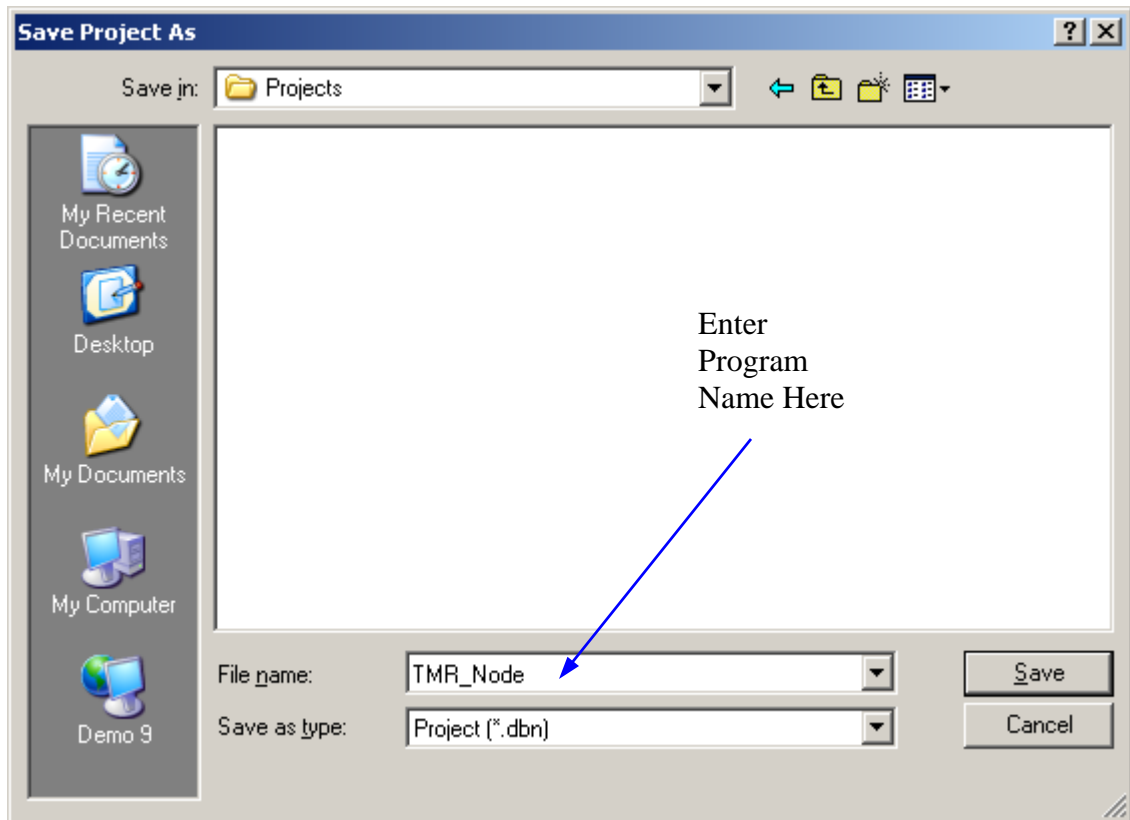 Save Project As
Save in:
Projects
My Recent
Documents
Desktop
My Documents
My Computer
Demo 9
Enter
Program
Name Here
File name:
TMR_Node
Save
Save as type:
Project (*.dbn)
Cancel